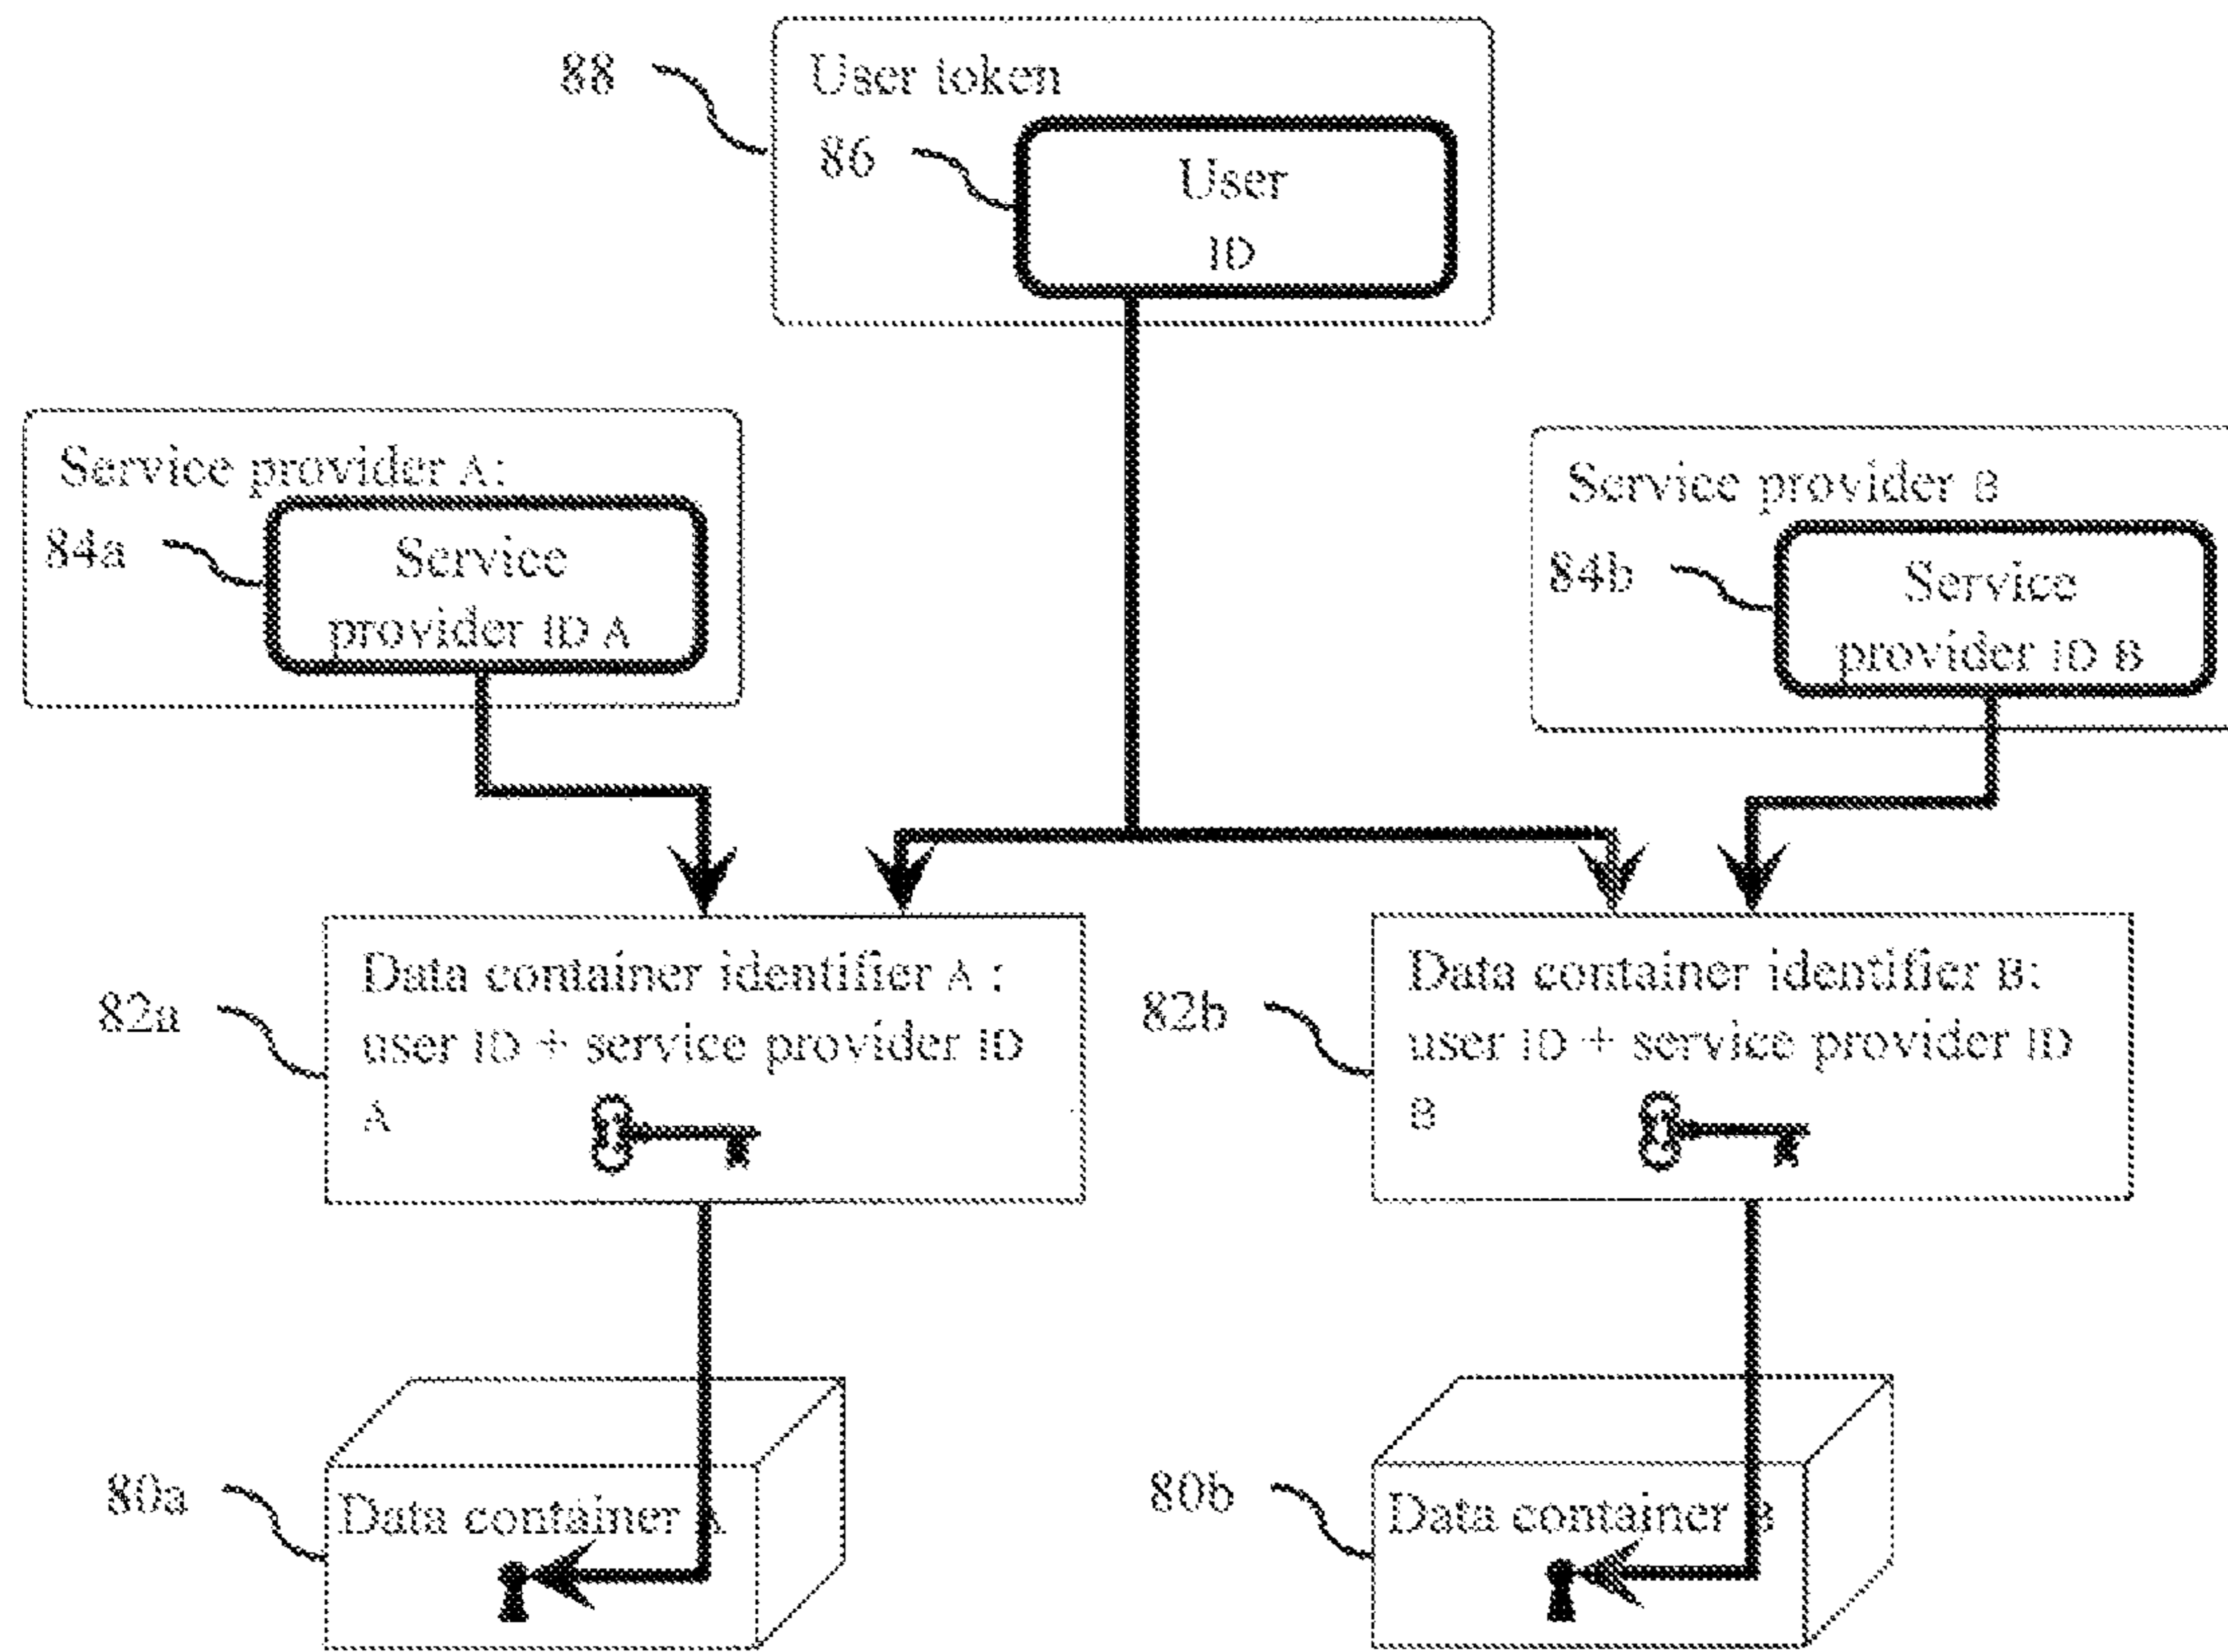 88
User token
86
User
ID
Service provider A:
84a
Service
provider ID A
Service provider B
84b
Service
provider ID B
82a
Data container identifier A :
user ID + service provider ID
A
82b
Data container identifier B:
user ID + service provider ID
B
80a
Data container A
80b
Data container B